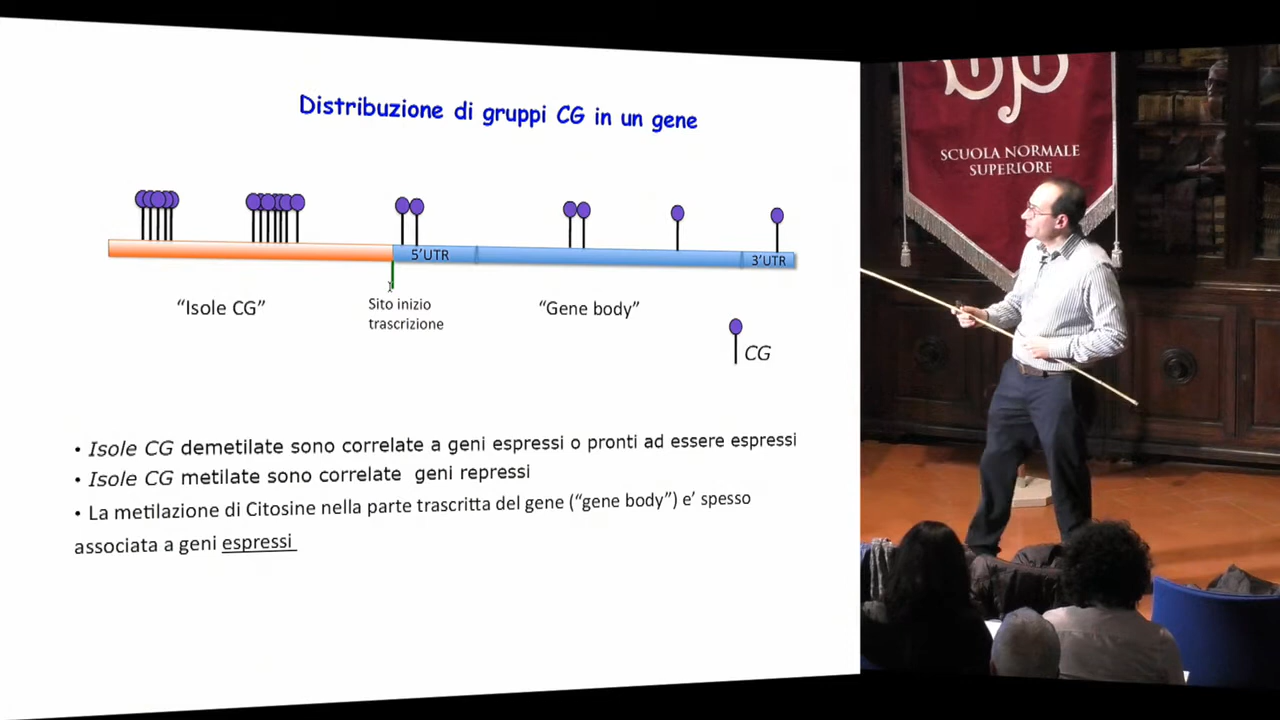 Distribuzione di gruppi CG in un gene
5'UTR
3'UTR
"Isole CG"
Sito inizio
trascrizione
"Gene body"
CG
• Isole CG demetilate sono correlate a geni espressi o pronti ad essere espressi
• Isole CG metilate sono correlate  geni repressi
• La metilazione di Citosine nella parte trascritta del gene ("gene body") e' spesso
associata a geni espressi
SCUOLA NORMALE
SUPERIORE